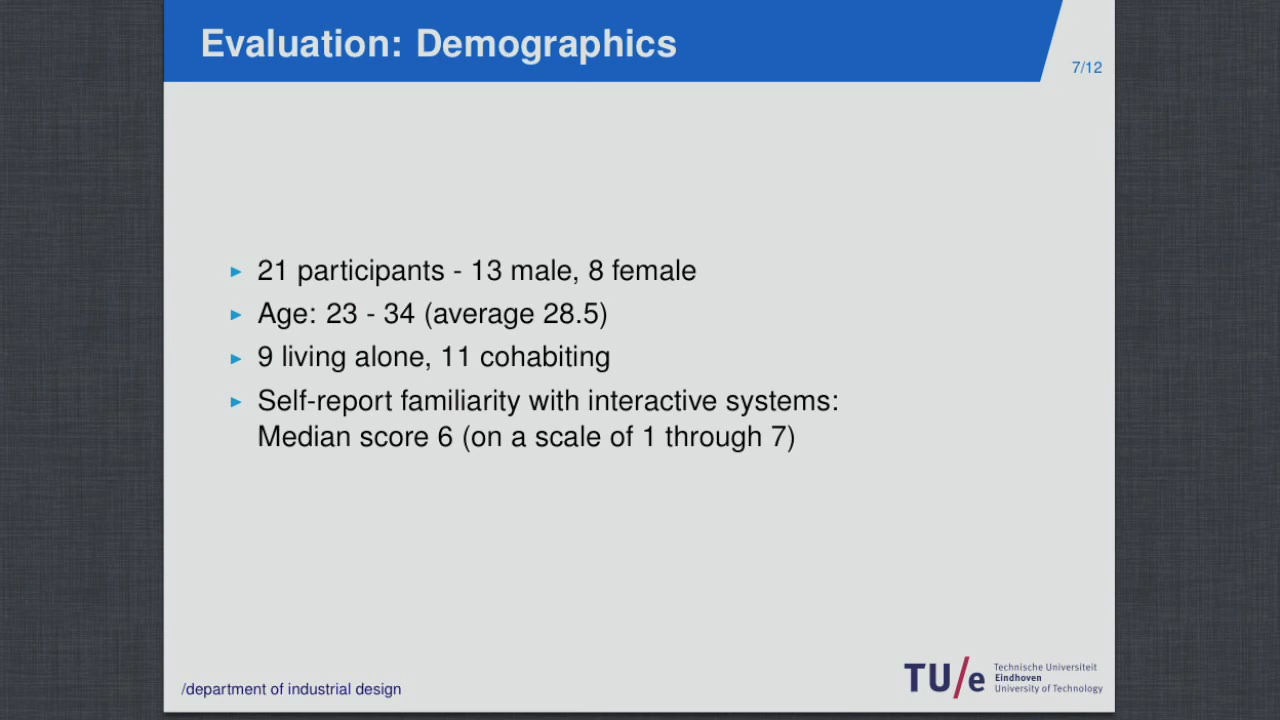 Evaluation: Demographics
7/12
▸ 21 participants - 13 male, 8 female
▸ Age: 23 - 34 (average 28.5)
▸ 9 living alone, 11 cohabiting
▸ Self-report familiarity with interactive systems:
Median score 6 (on a scale of 1 through 7)
/department of industrial design
TU/e
Technische Universiteit
Eindhoven
University of Technology